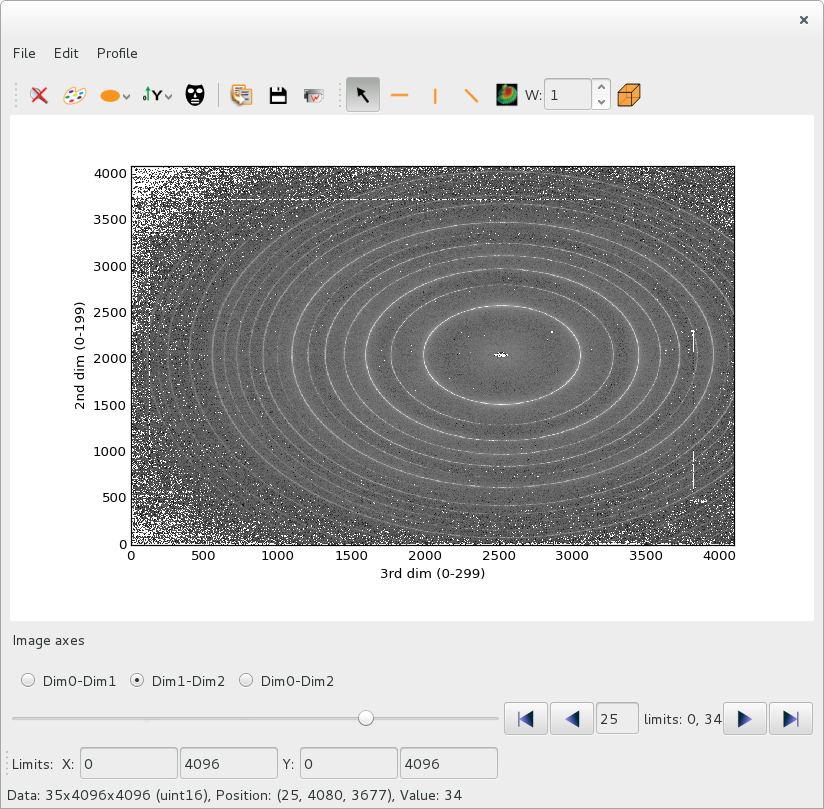 File Edit Profile
Y W: 1
4000
3500
3000
2500
2000
1500
1000
500
0
2nd dim (0-199)
0 500 1000 1500 2000 2500 3000 3500 4000
3rd dim (0-299)
Image axes
Dim0-Dim1 Dim1-Dim2 Dim0-Dim2
25 limits: 0, 34
Limits: X: 0 4096 Y: 0 4096
Data: 35x4096x4096 (uint16), Position: (25, 4080, 3677), Value: 34